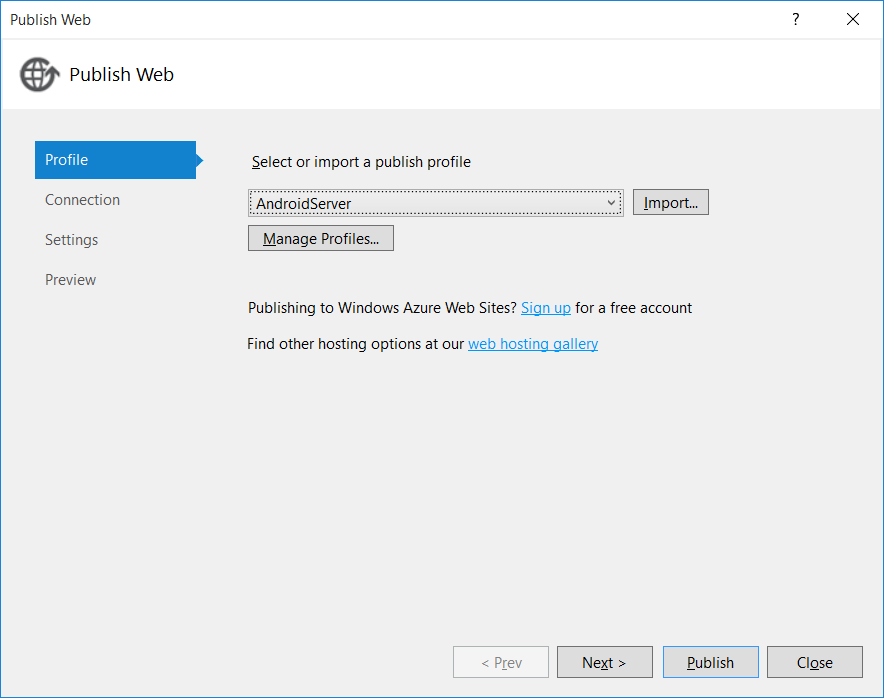 Publish Web
?
Publish Web
Profile
Connection
Settings
Preview
Select or import a publish profile
AndroidServer
Import...
Manage Profiles...
Publishing to Windows Azure Web Sites? Sign up for a free account
Find other hosting options at our web hosting gallery
< Prev
Next >
Publish
Close